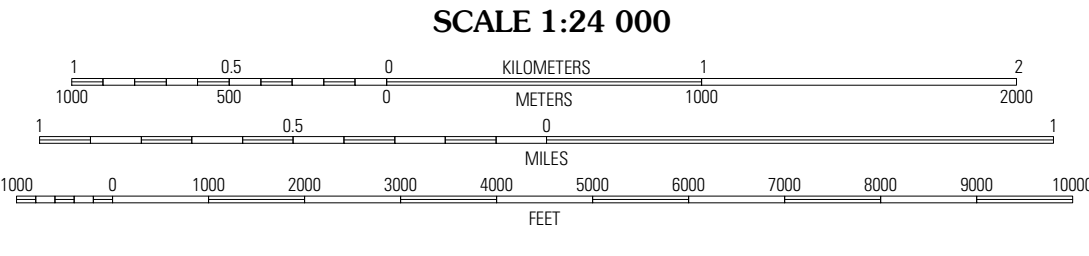 SCALE 1:24 000
1 0.5 0 KILOMETERS 1 2
1000 500 0 METERS 1000 2000
1 0.5 0 1
MILES
1000 0 1000 2000 3000 4000 5000 6000 7000 8000 9000 10000
FEET